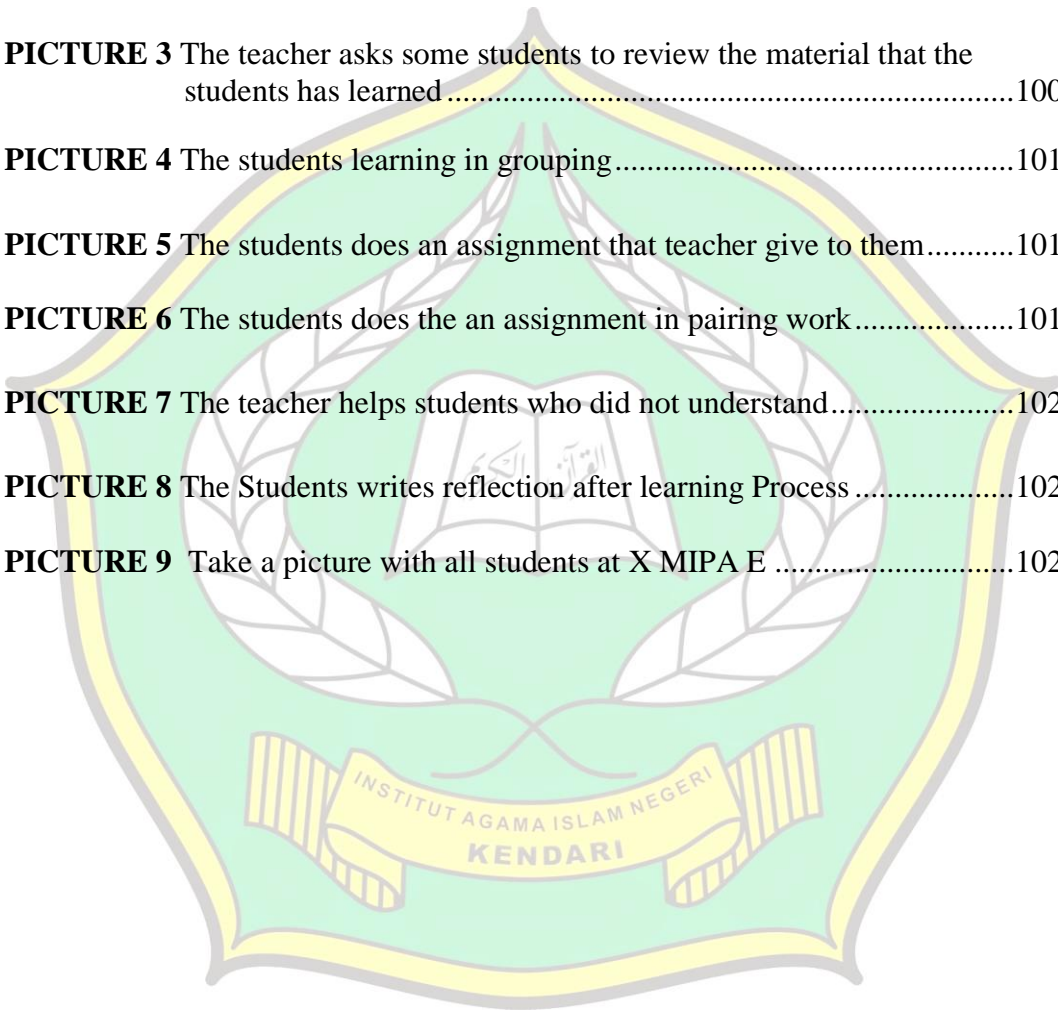 PICTURE 3 The teacher asks some students to review the material that the
students has learned.......................................................................100
PICTURE 4 The students learning in grouping..................................................101
PICTURE 5 The students does an assignment that teacher give to them...........101
PICTURE 6 The students does the an assignment in pairing work....................101
PICTURE 7 The teacher helps students who did not understand.......................102
PICTURE 8 The Students writes reflection after learning Process....................102
PICTURE 9 Take a picture with all students at X MIPA E ..............................102
القرآن الكريم
INSTITUT AGAMA ISLAM NEGERI
KENDARI